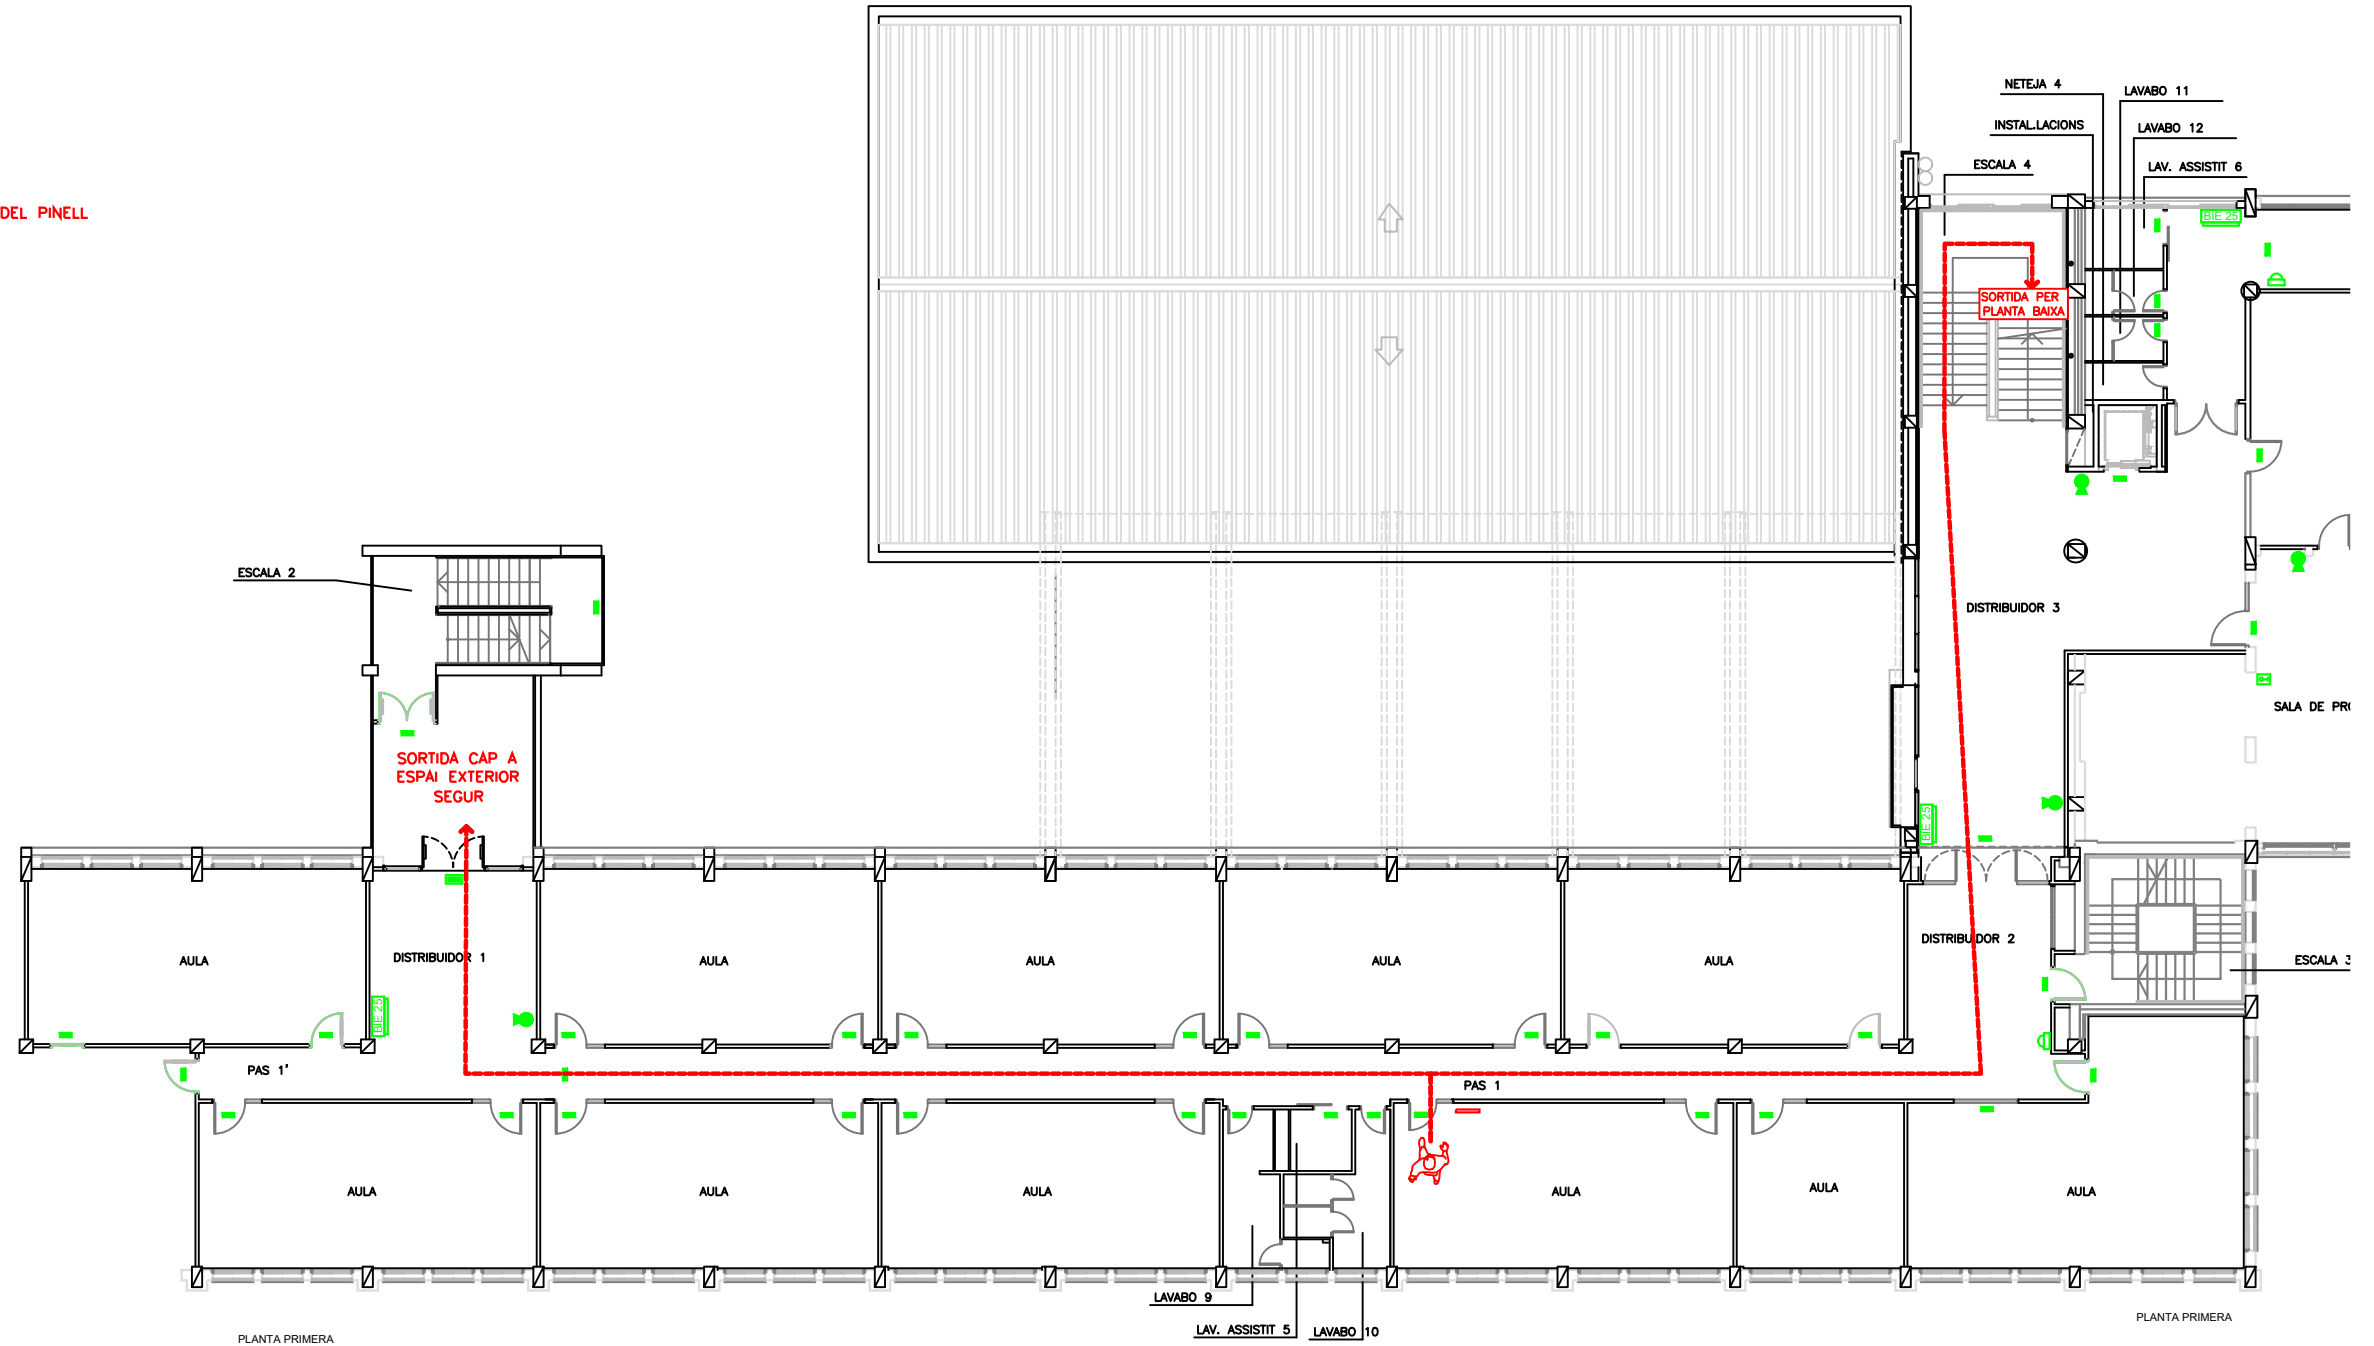 NETEJA 4
LAVABO 11
INSTAL.LACIONS
LAVABO 12
ESCALA 4
LAV. ASSISTIT 6
DEL PINELL
BIE 25
SORTIDA PER
PLANTA BAIXA
ESCALA 2
DISTRIBUIDOR 3
SALA DE PR
SORTIDA CAP A
ESPAI EXTERIOR
SEGUR
BIE 25
DISTRIBUIDOR 2
DISTRIBUIDOR 1
AULA
AULA
AULA
AULA
AULA
ESCALA 3
BIE 25
PAS 1'
PAS 1
AULA
AULA
AULA
AULA
AULA
AULA
LAVABO 9
LAV. ASSISTIT 5
LAVABO 10
PLANTA PRIMERA
PLANTA PRIMERA